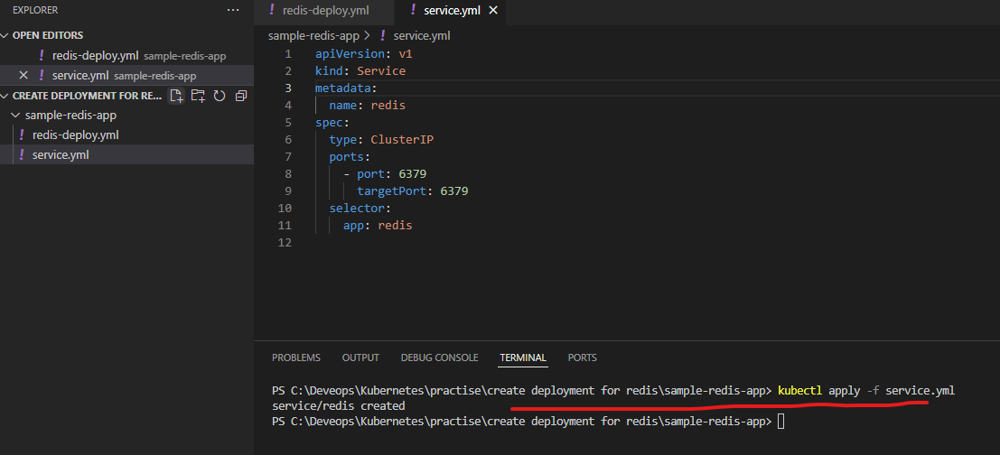 EXPLORER ···
OPEN EDITORS
! redis-deploy.yml sample-redis-app
× ! service.yml sample-redis-app
CREATE DEPLOYMENT FOR RE...
sample-redis-app
! redis-deploy.yml
! service.yml
! redis-deploy.yml ! service.yml ×
sample-redis-app > ! service.yml
1 apiVersion: v1
2 kind: Service
3 metadata:
4   name: redis
5 spec:
6   type: ClusterIP
7   ports:
8     - port: 6379
9       targetPort: 6379
10   selector:
11     app: redis
12
PROBLEMS OUTPUT DEBUG CONSOLE TERMINAL PORTS
PS C:\Deveops\Kubernetes\practise\create deployment for redis\sample-redis-app> kubectl apply -f service.yml
service/redis created
PS C:\Deveops\Kubernetes\practise\create deployment for redis\sample-redis-app>